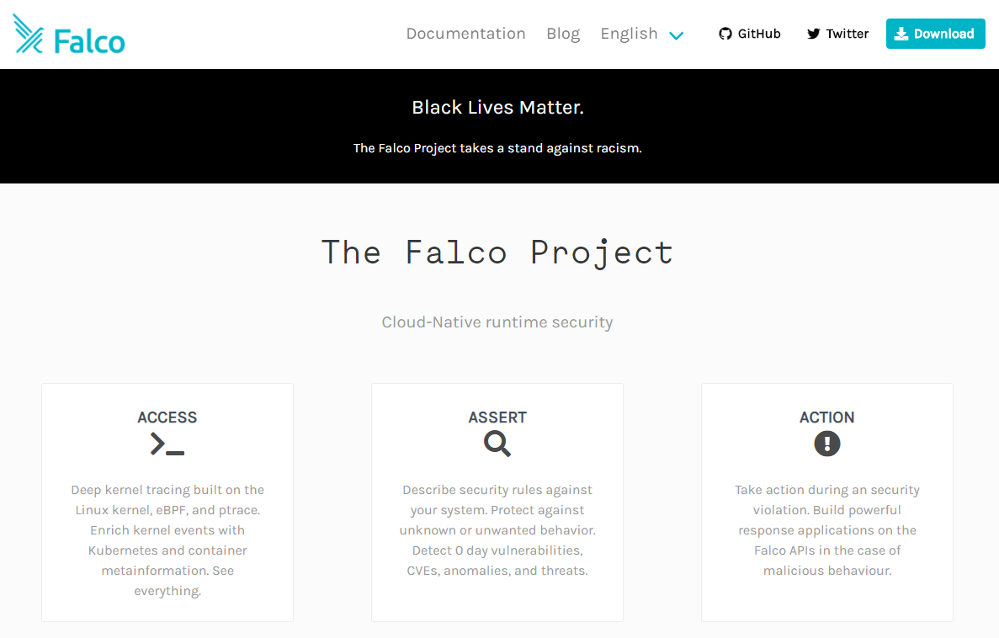 Falco
Documentation Blog English GitHub Twitter Download
Black Lives Matter.
The Falco Project takes a stand against racism.
The Falco Project
Cloud-Native runtime security
ACCESS
Deep kernel tracing built on the
Linux kernel, eBPF, and ptrace.
Enrich kernel events with
Kubernetes and container
metainformation. See
everything.
ASSERT
Describe security rules against
your system. Protect against
unknown or unwanted behavior.
Detect 0 day vulnerabilities,
CVEs, anomalies, and threats.
ACTION
Take action during an security
violation. Build powerful
response applications on the
Falco APIs in the case of
malicious behaviour.